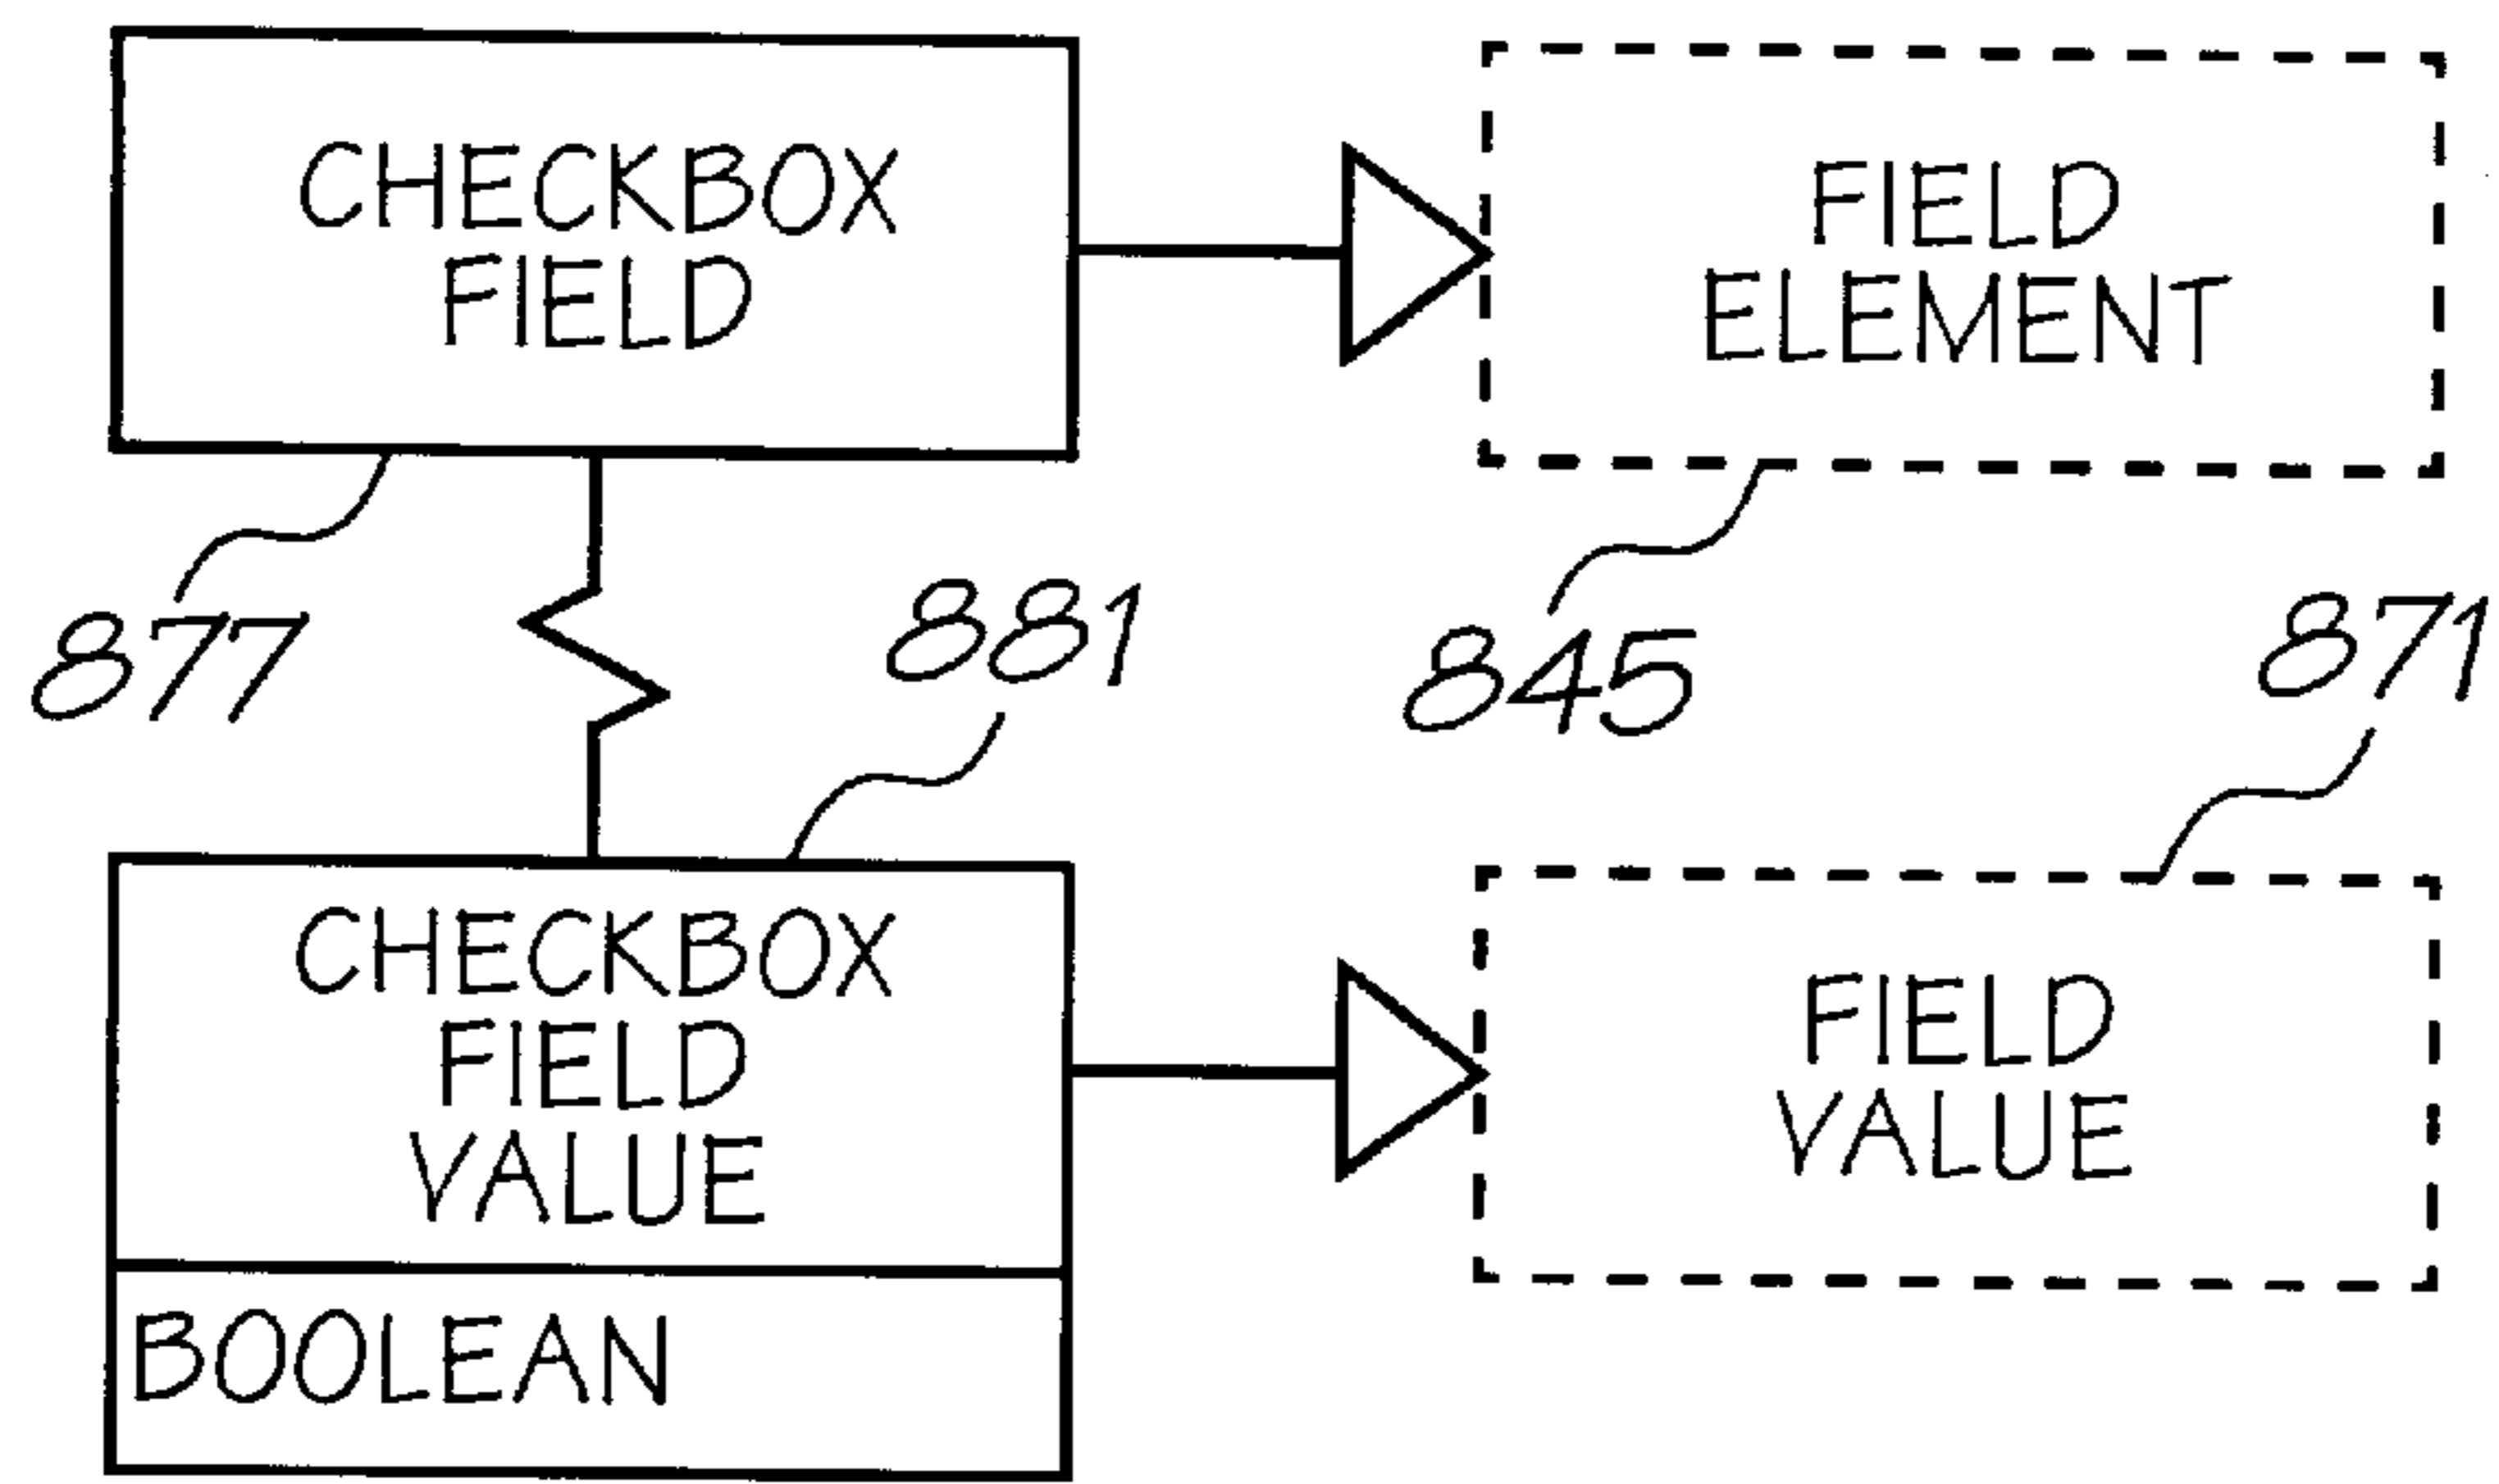 CHECKBOX
FIELD
FIELD
ELEMENT
877
881
845
871
CHECKBOX
FIELD
VALUE
FIELD
VALUE
BOOLEAN